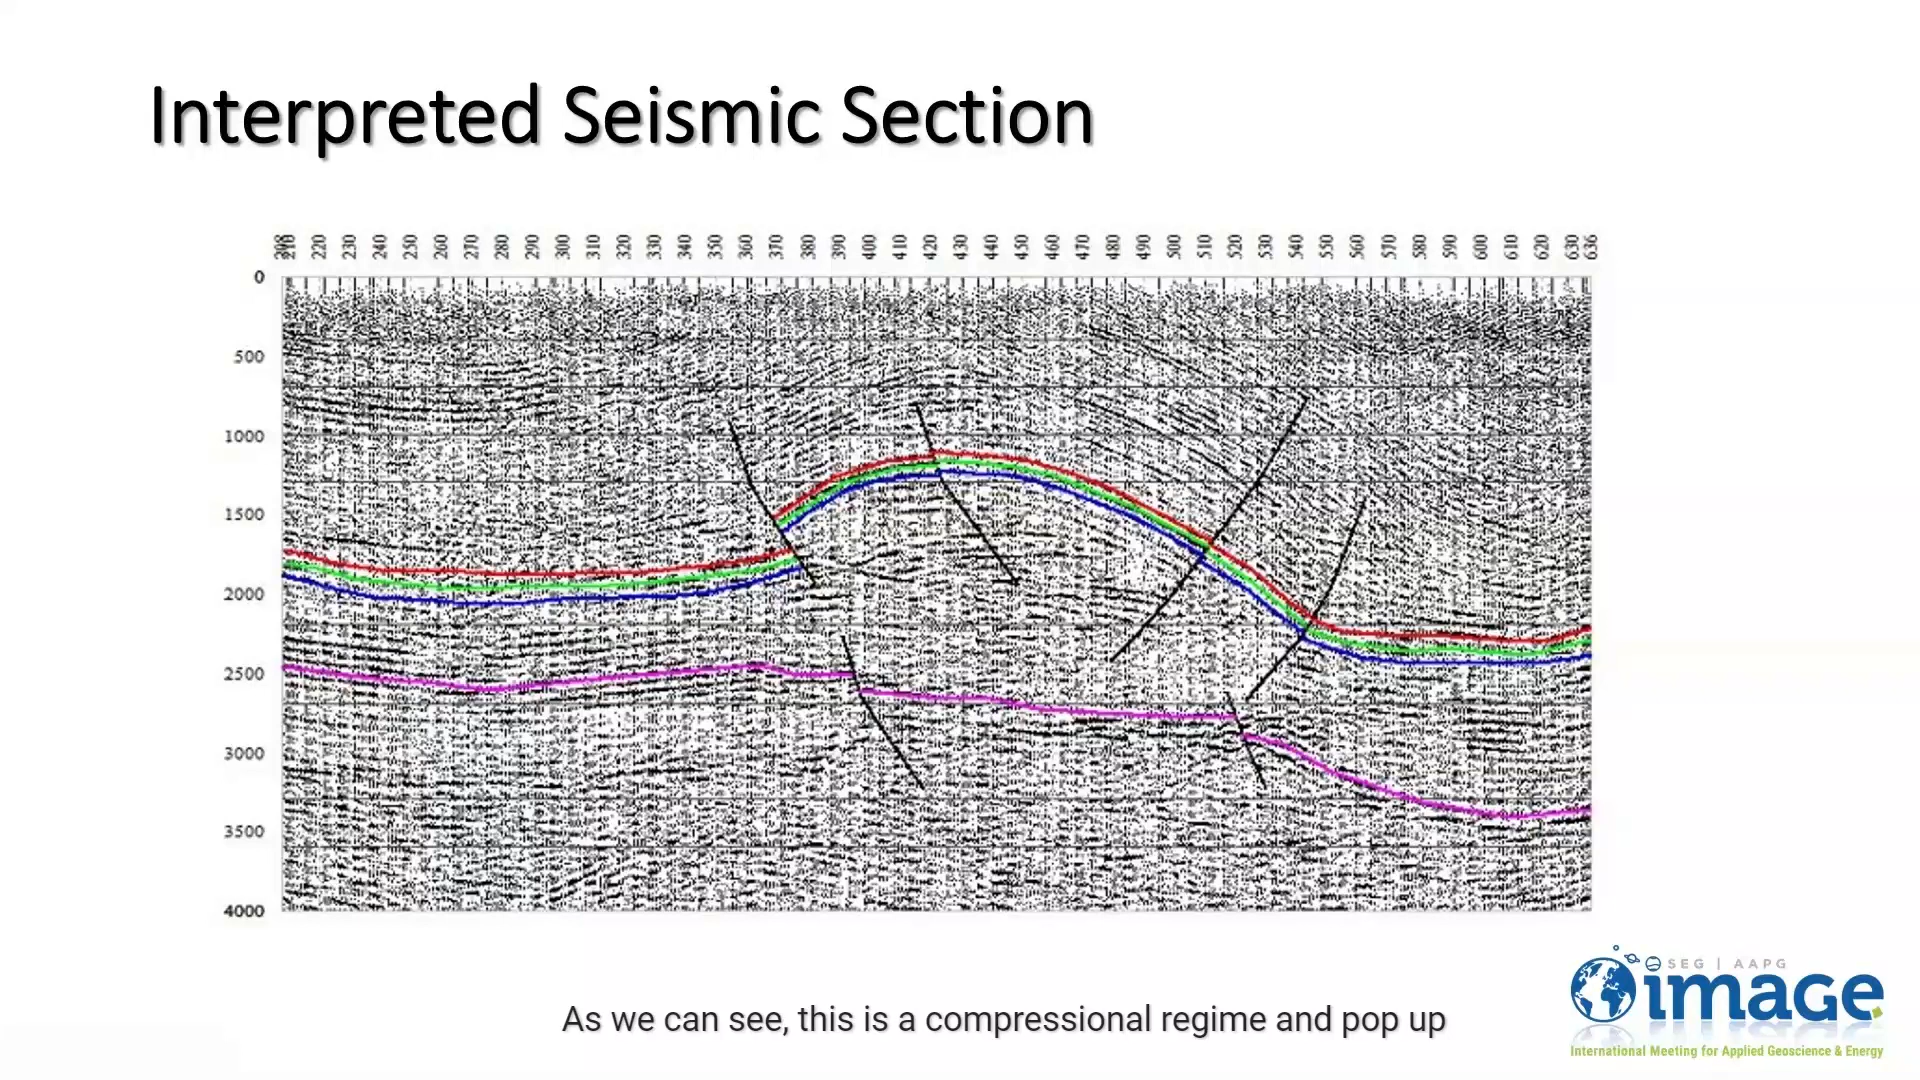 Interpreted Seismic Section
210 220 230 240 250 260 270 280 290 300 310 320 330 340 350 360 370 380 390 400 410 420 430 440 450 460 470 480 490 500 510 520 530 540 550 560 570 580 590 600 610 620 630 636
0
500
1000
1500
2000
2500
3000
3500
4000
SEG | AAPG
image
International Meeting for Applied Geoscience & Energy
As we can see, this is a compressional regime and pop up